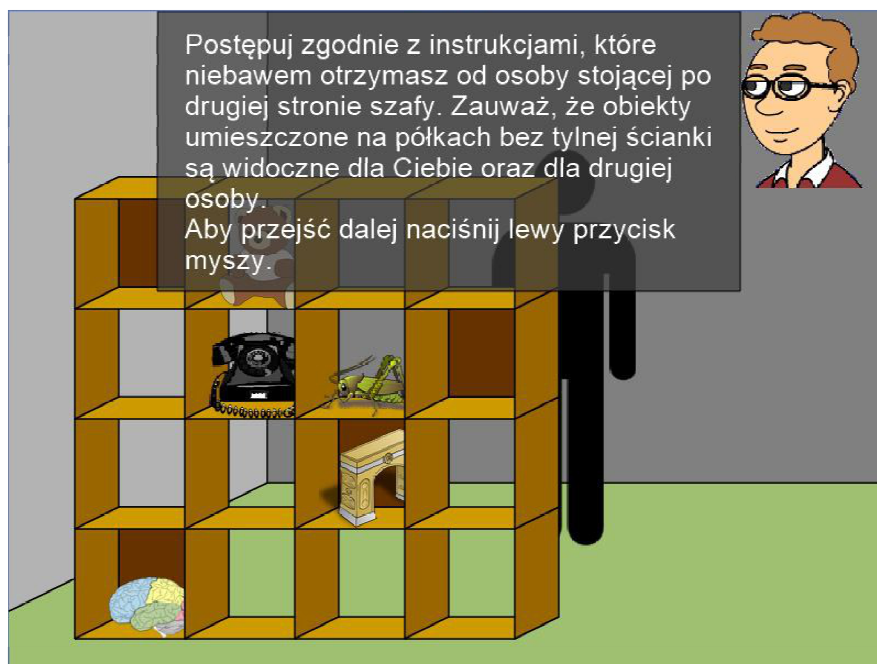 Postępuj zgodnie z instrukcjami, które
niebawem otrzymasz od osoby stojącej po
drugiej stronie szafy. Zauważ, że obiekty
umieszczone na półkach bez tylnej ścianki
są widoczne dla Ciebie oraz dla drugiej
osoby.
Aby przejść dalej naciśnij lewy przycisk
myszy.